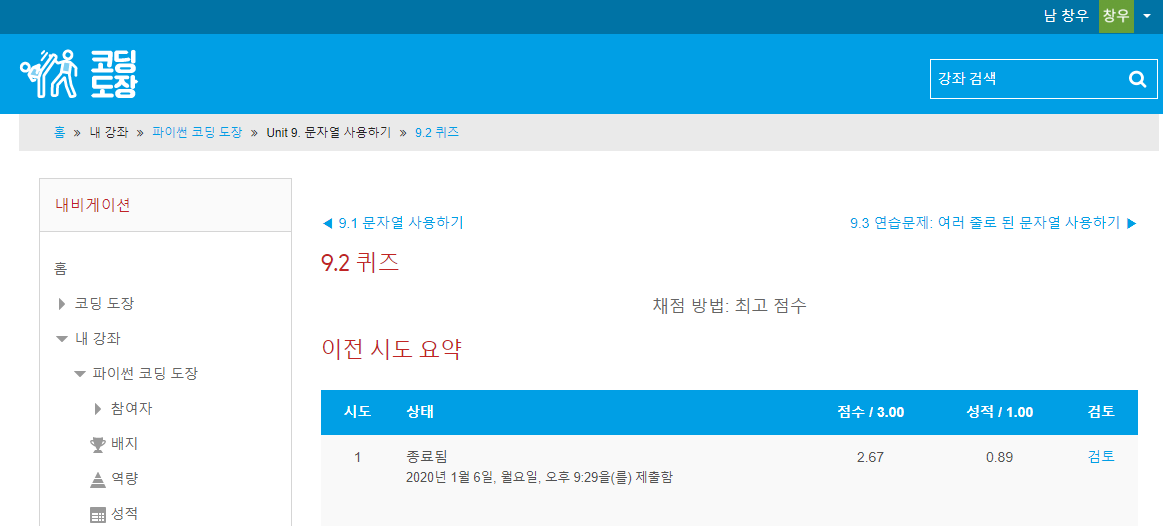 남 창우 창우
코딩
도장
강좌 검색
홈 » 내 강좌 » 파이썬 코딩 도장 » Unit 9. 문자열 사용하기 » 9.2 퀴즈
내비게이션
홈
코딩 도장
내 강좌
파이썬 코딩 도장
참여자
배지
역량
성적
◀ 9.1 문자열 사용하기
9.3 연습문제: 여러 줄로 된 문자열 사용하기 ▶
9.2 퀴즈
채점 방법: 최고 점수
이전 시도 요약
시도 상태 점수 / 3.00 성적 / 1.00 검토
1 종료됨 2.67 0.89 검토
2020년 1월 6일, 월요일, 오후 9:29을(를) 제출함